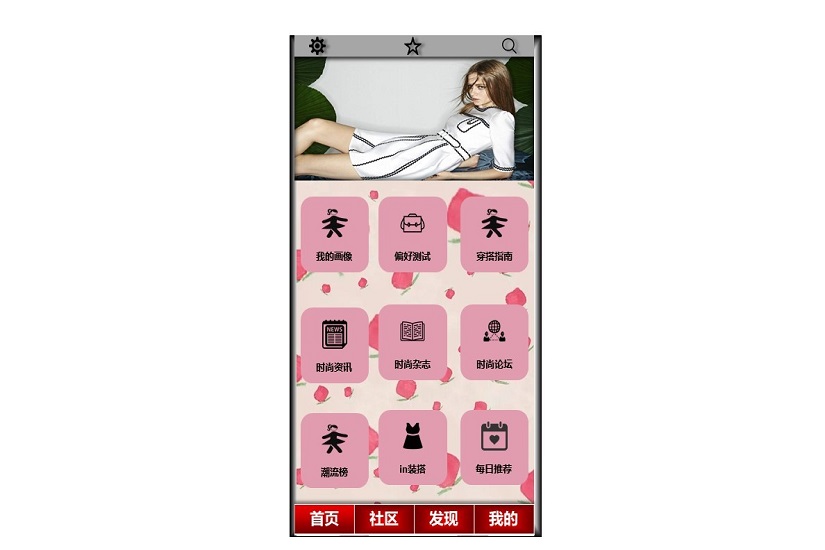 我的画像
偏好测试
穿搭指南
NEWS
时尚资讯
时尚杂志
时尚论坛
潮流榜
in装搭
每日推荐
首页
社区
发现
我的